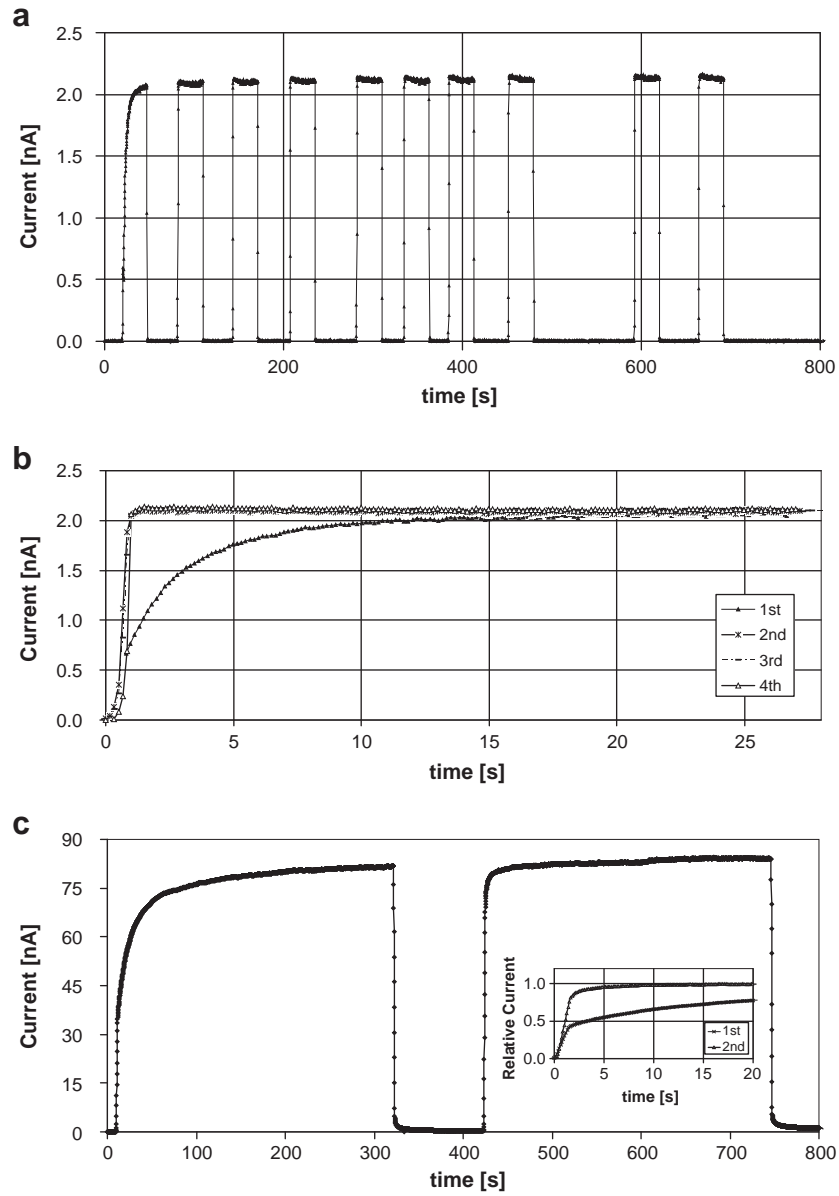 a
2.5
2.0
1.5
1.0
0.5
0.0
Current [nA]
0 200 400 600 800
time [s]
b
2.5
2.0
1.5
1.0
0.5
0.0
Current [nA]
1st
2nd
3rd
4th
0 5 10 15 20 25
time [s]
c
90
75
60
45
30
15
0
Current [nA]
Relative Current
1.0
0.5
0.0
1st
2nd
0 5 10 15 20
time [s]
0 100 200 300 400 500 600 700 800
time [s]